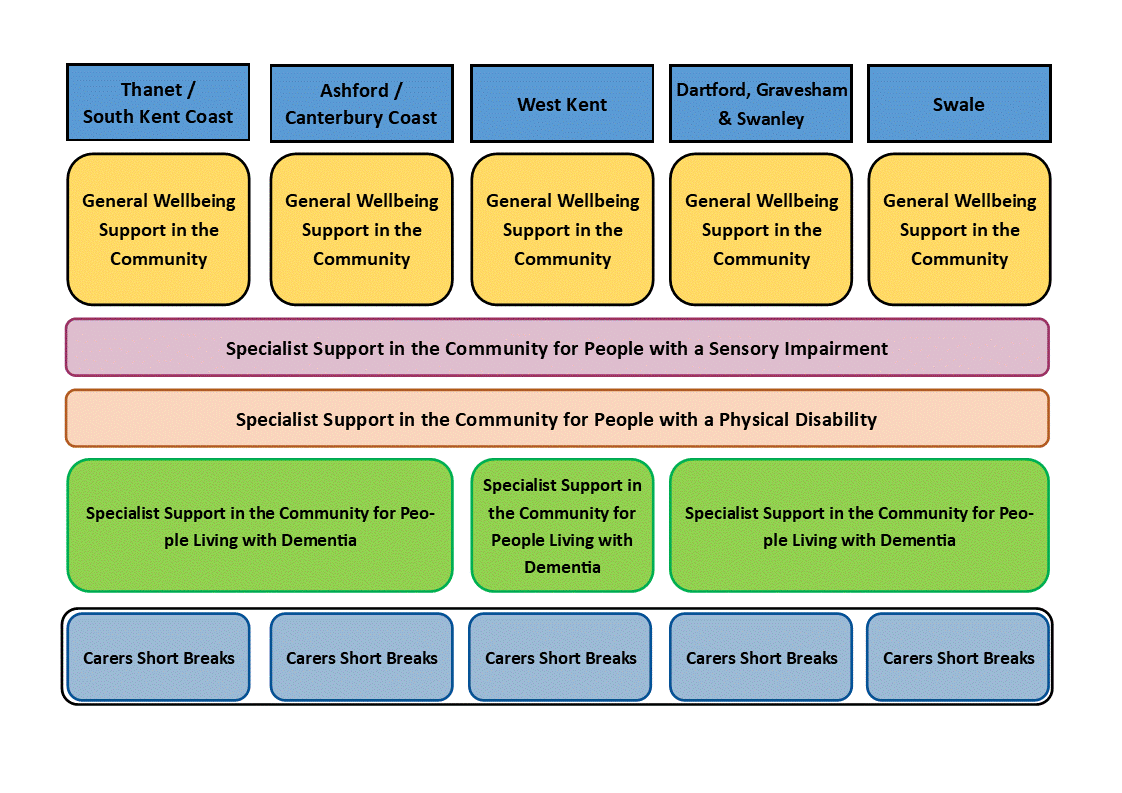 Thanet /
South Kent Coast
Ashford /
Canterbury Coast
West Kent
Dartford, Gravesham
& Swanley
Swale
General Wellbeing
Support in the
Community
General Wellbeing
Support in the
Community
General Wellbeing
Support in the
Community
General Wellbeing
Support in the
Community
General Wellbeing
Support in the
Community
Specialist Support in the Community for People with a Sensory Impairment
Specialist Support in the Community for People with a Physical Disability
Specialist Support in the Community for Peo-
ple Living with Dementia
Specialist Support in
the Community for
People Living with
Dementia
Specialist Support in the Community for Peo-
ple Living with Dementia
Carers Short Breaks
Carers Short Breaks
Carers Short Breaks
Carers Short Breaks
Carers Short Breaks